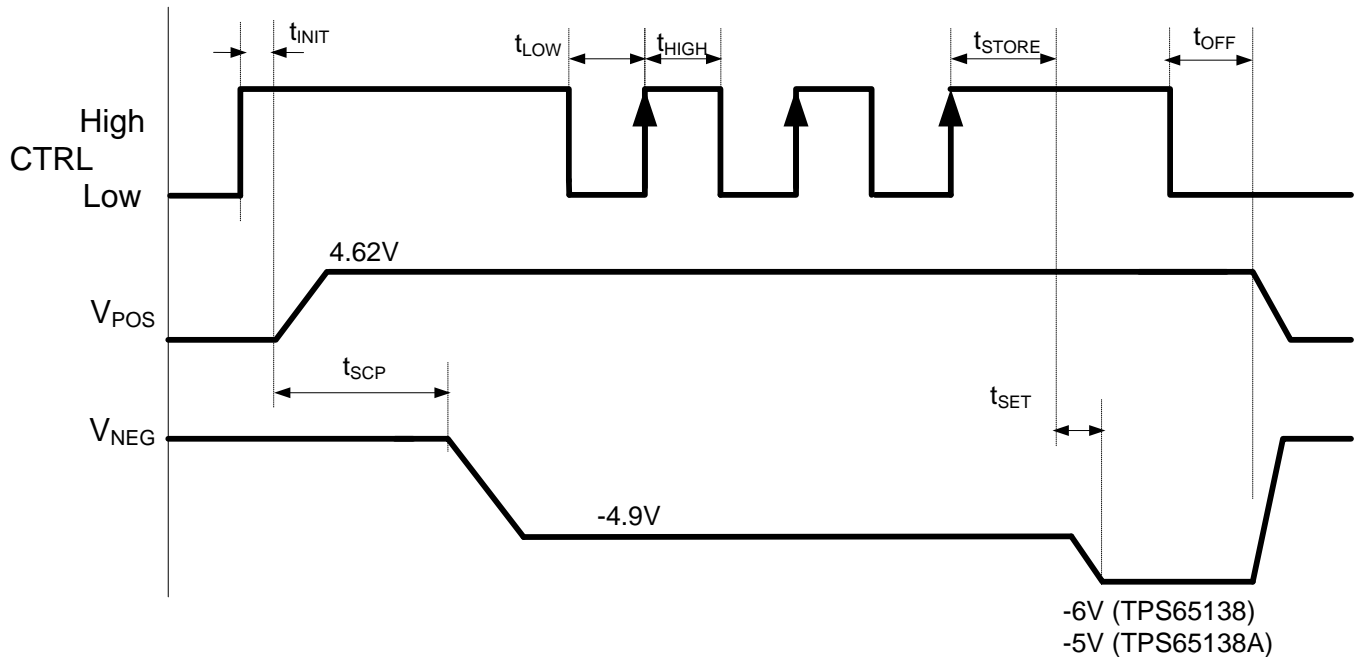 tINIT
tLOW
tHIGH
tSTORE
tOFF
High
CTRL
Low
4.62V
VPOS
tSCP
tSET
VNEG
-4.9V
-6V (TPS65138)
-5V (TPS65138A)